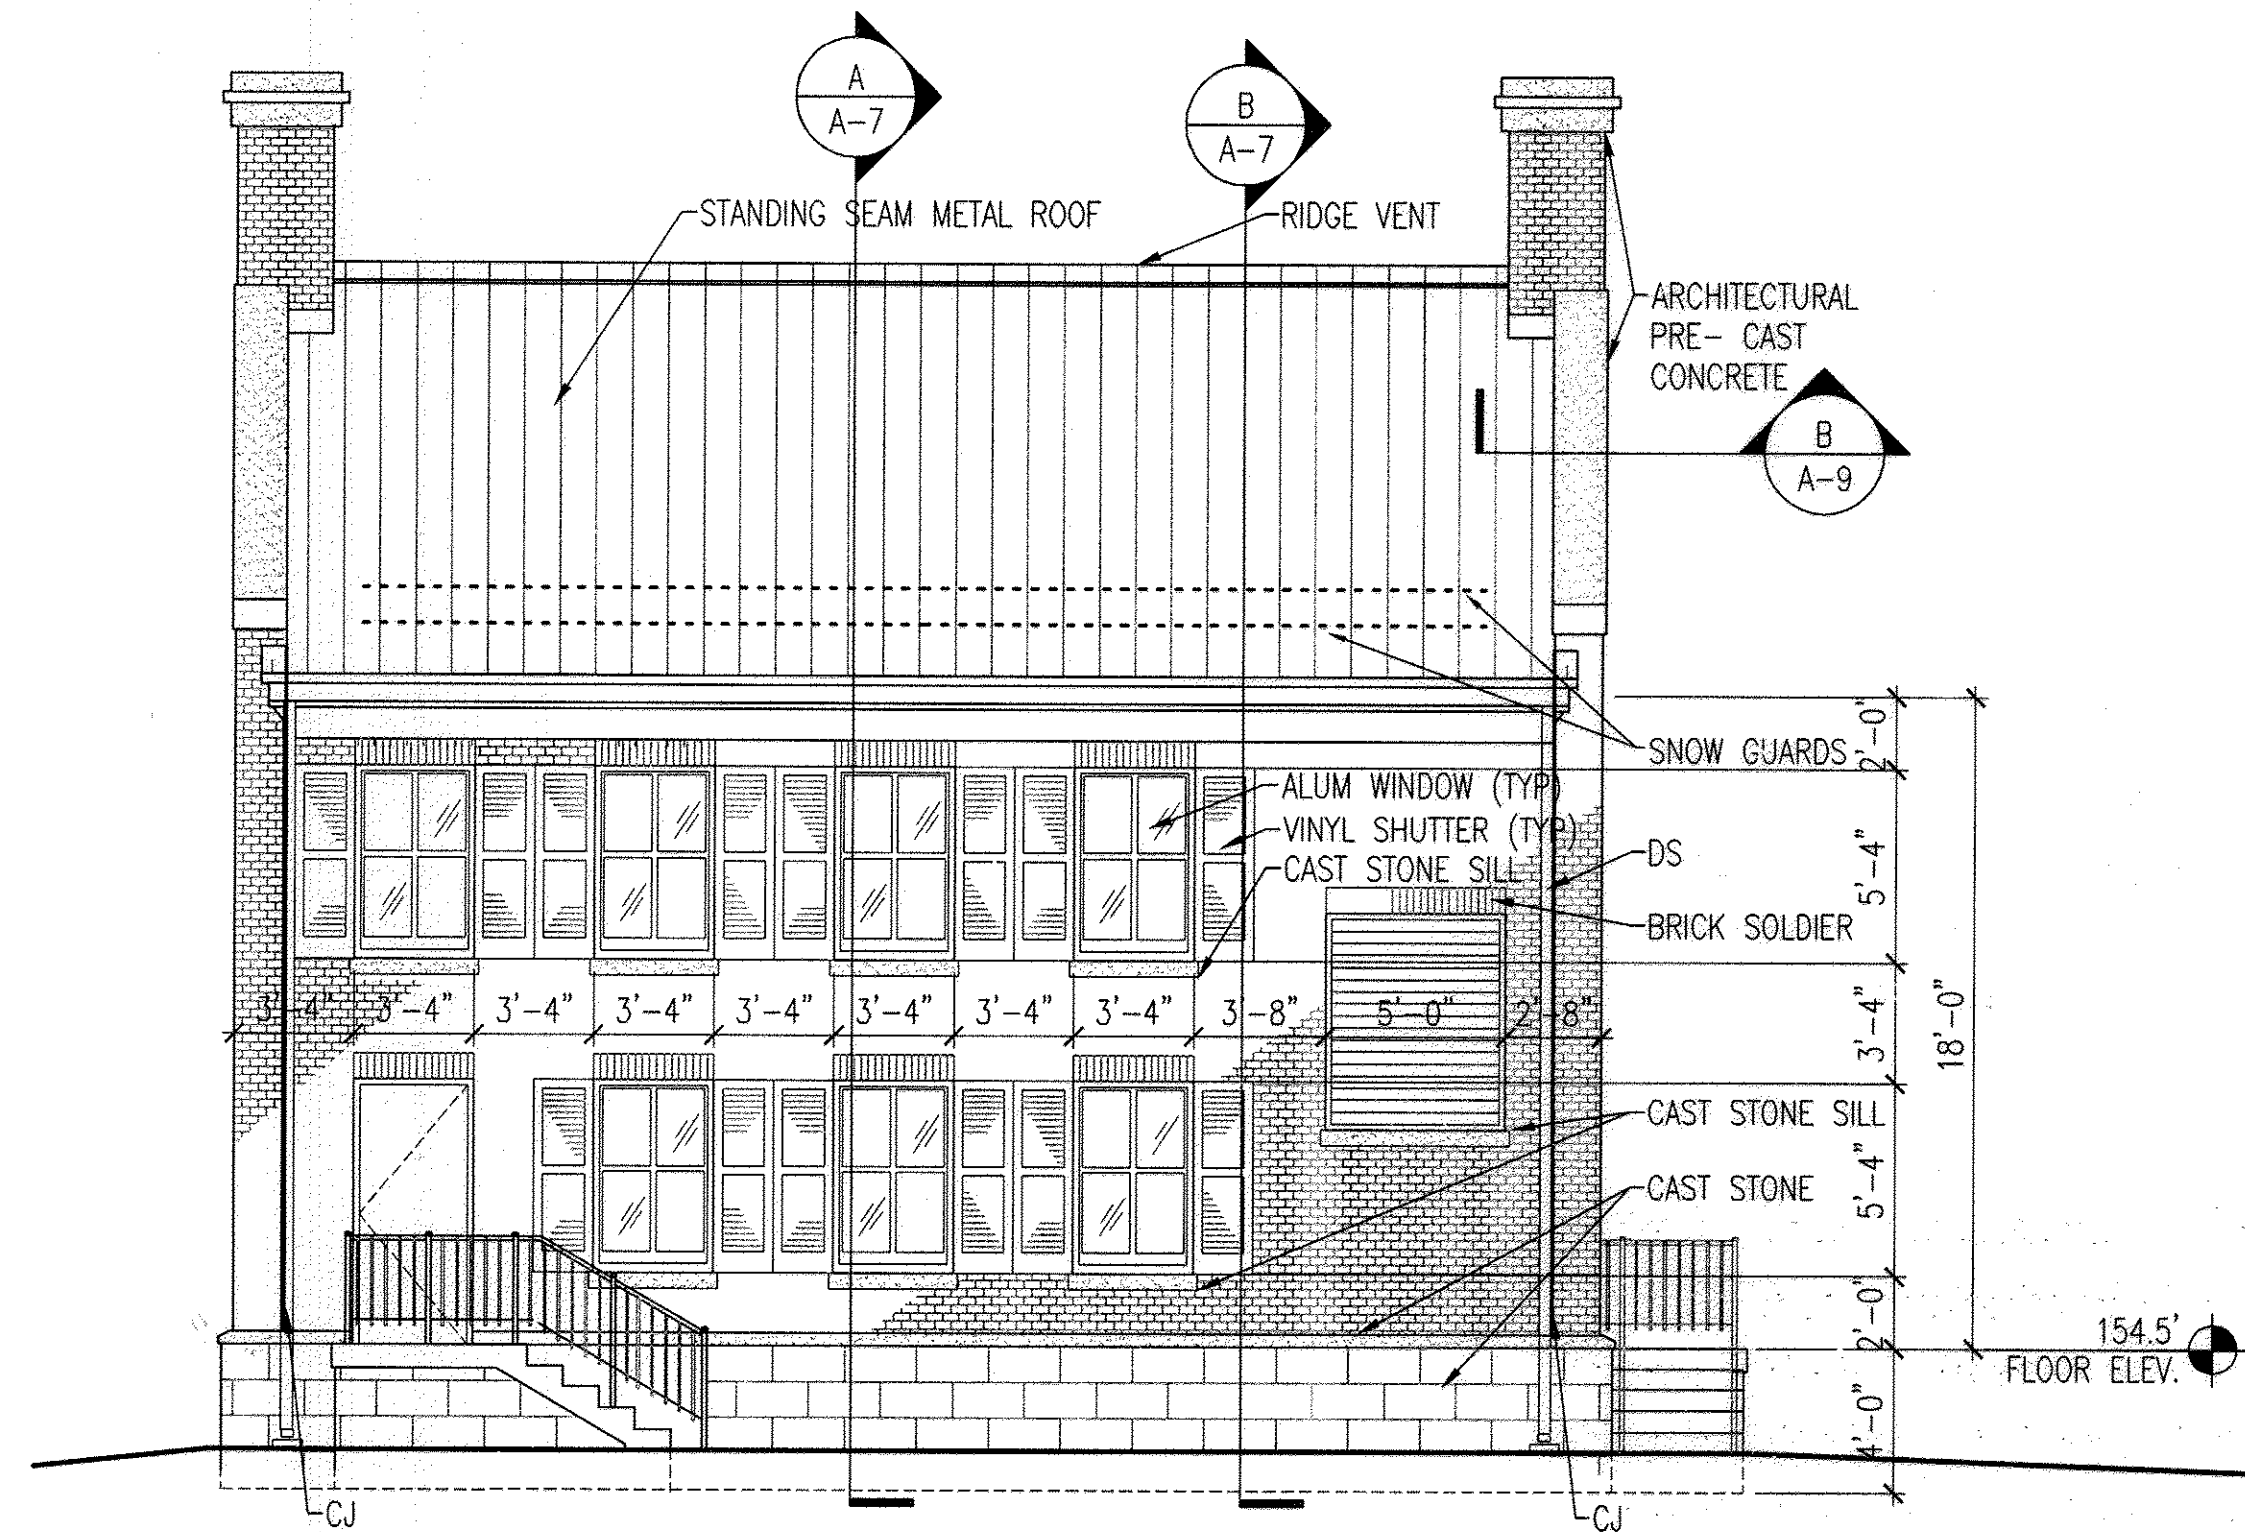 A
A-7
B
A-7
STANDING SEAM METAL ROOF
RIDGE VENT
ARCHITECTURAL
PRE- CAST
CONCRETE
B
A-9
2'-0"
SNOW GUARDS
ALUM WINDOW (TYP)
VINYL SHUTTER (TYP)
CAST STONE SILL
DS
5'-4"
BRICK SOLDIER
3'-4"
3'-4"
3'-4"
3'-4"
3'-4"
3'-4"
3'-4"
3'-4"
3'-8"
5'-0"
2'-8"
3'-4"
18'-0"
CAST STONE SILL
5'-4"
CAST STONE
2'-0"
154.5'
FLOOR ELEV.
4'-0"
CJ
CJ